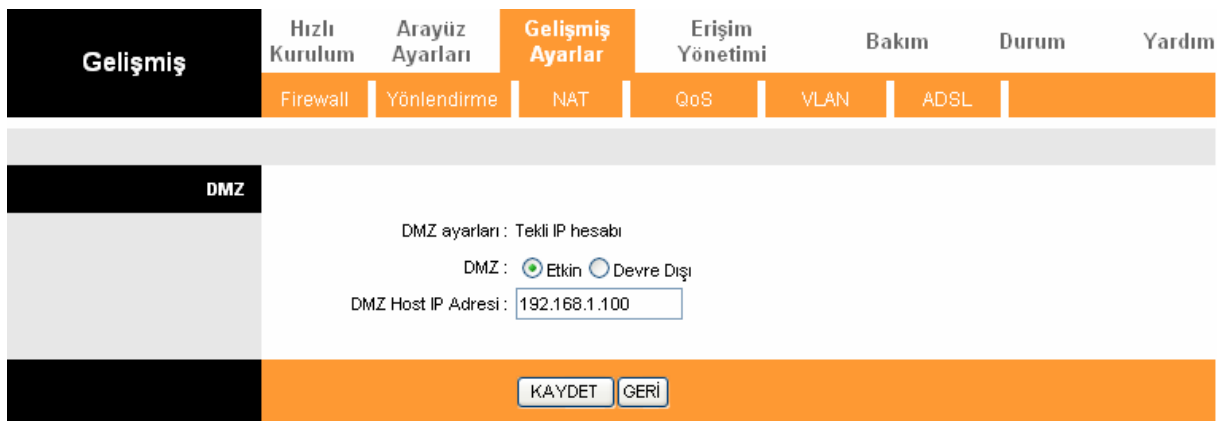 Gelişmiş
Hızlı Kurulum
Arayüz Ayarları
Gelişmiş Ayarlar
Erişim Yönetimi
Bakım
Durum
Yardım
Firewall
Yönlendirme
NAT
QoS
VLAN
ADSL
DMZ
DMZ ayarları : Tekli IP hesabı
DMZ : Etkin Devre Dışı
DMZ Host IP Adresi : 192.168.1.100
KAYDET GERİ